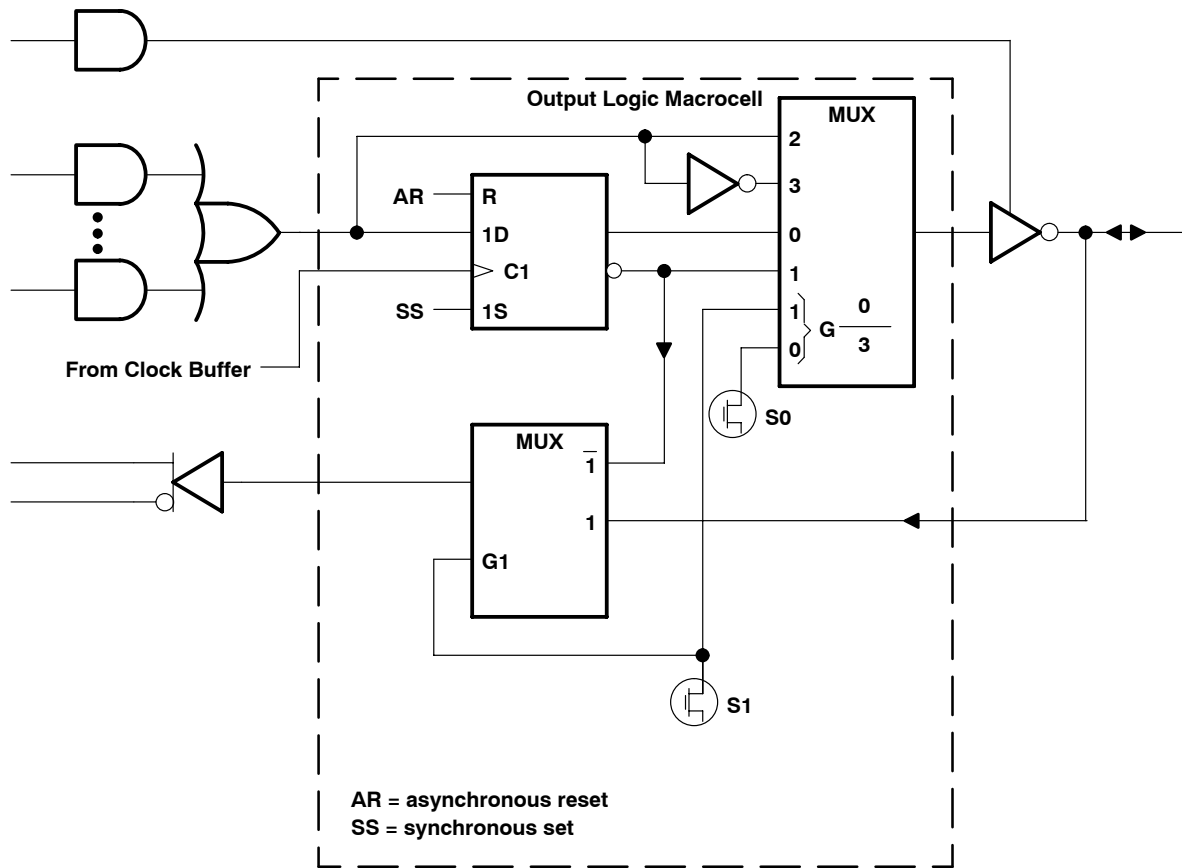 Output Logic Macrocell
MUX
2
3
AR
R
1D
0
C1
1
SS
1S
1
0
G
0
3
From Clock Buffer
S0
MUX
1̅
1
G1
S1
AR = asynchronous reset
SS = synchronous set